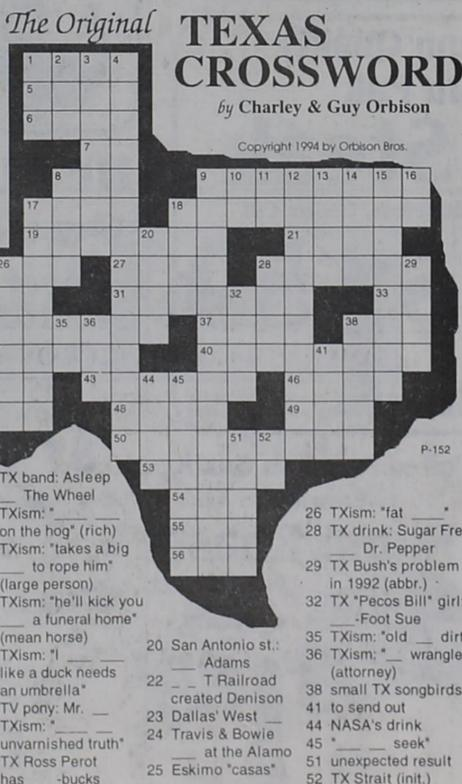 The Original
TEXAS
CROSSWORD
by Charley & Guy Orbison
Copyright 1994 by Orbison Bros.
1 2 3 4
5
6
7
8 9 10 11 12 13 14 15 16
17 18
19 20 21
26 27 28 29
31 32 33
35 36 37 38
40 41
43 44 45 46
48 49
50 51 52
53
54
55
56
P-152
TX band: Asleep
__ The Wheel
TXism: "___ ___
on the hog" (rich)
TXism: "takes a big
___ to rope him"
(large person)
TXism: "he'll kick you
___ a funeral home"
(mean horse)
TXism: "I ___ ___
like a duck needs
an umbrella"
TV pony: Mr. __
TXism: "___ ___
unvarnished truth"
TX Ross Perot
has ___-bucks
20 San Antonio st.:
___ Adams
22 _ _ T Railroad
created Denison
23 Dallas' West __
24 Travis & Bowie
___ at the Alamo
25 Eskimo "casas"
26 TXism: "fat ____"
28 TX drink: Sugar Fre
___ Dr. Pepper
29 TX Bush's problem
in 1992 (abbr.)
32 TX "Pecos Bill" girl
___-Foot Sue
35 TXism: "old __ dirt
36 TXism: "__ wrangle
(attorney)
38 small TX songbirds
41 to send out
44 NASA's drink
45 "___ ___ seek"
51 unexpected result
52 TX Strait (init.)